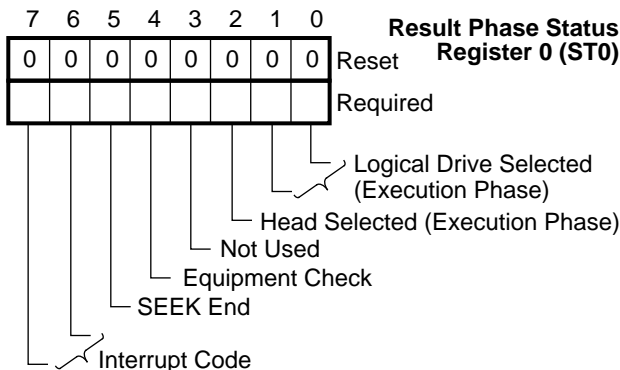 7 6 5 4 3 2 1 0
Result Phase Status
Register 0 (ST0)
0 0 0 0 0 0 0 0 Reset
Required
Logical Drive Selected
(Execution Phase)
Head Selected (Execution Phase)
Not Used
Equipment Check
SEEK End
Interrupt Code